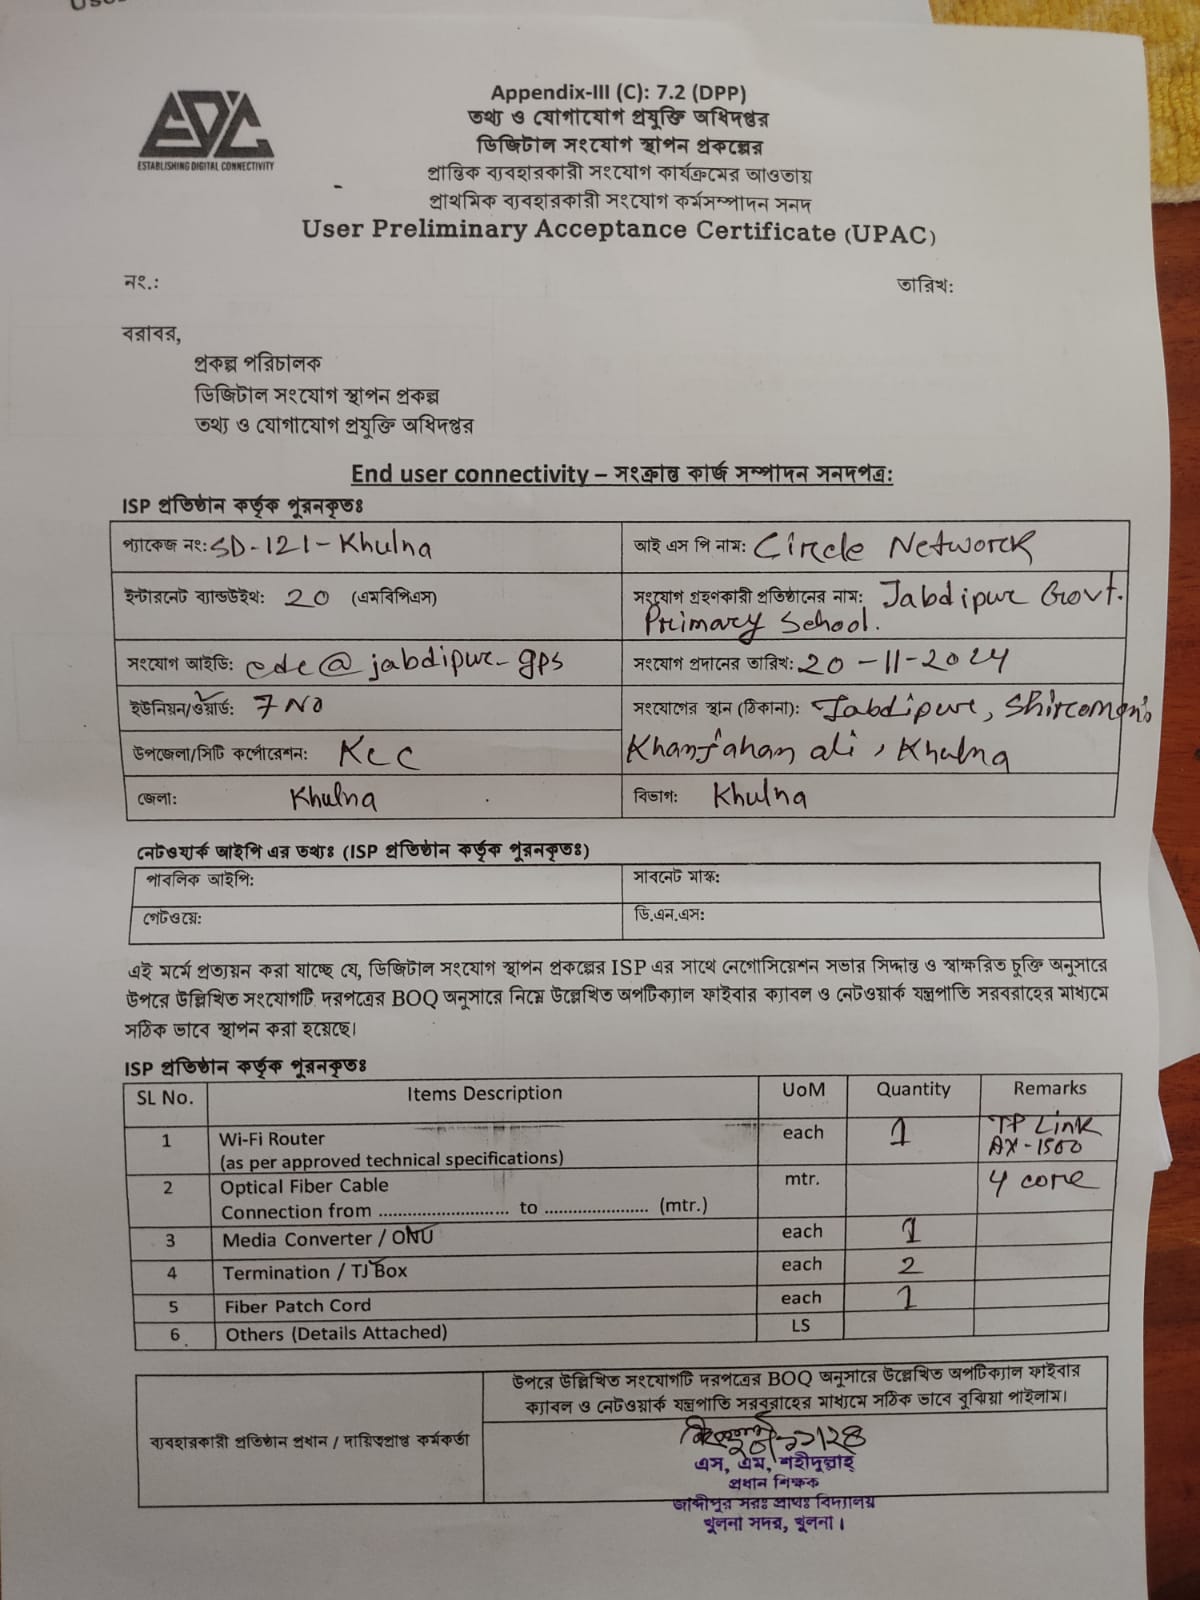 EDC
ESTABLISHING DIGITAL CONNECTIVITY
Appendix-III (C): 7.2 (DPP)
তথ্য ও যোগাযোগ প্রযুক্তি অধিদপ্তর
ডিজিটাল সংযোগ স্থাপন প্রকল্পের
প্রান্তিক ব্যবহারকারী সংযোগ কার্যক্রমের আওতায়
প্রাথমিক ব্যবহারকারী সংযোগ কর্মসম্পাদন সনদ
User Preliminary Acceptance Certificate (UPAC)
নং.: তারিখ:
বরাবর,
প্রকল্প পরিচালক
ডিজিটাল সংযোগ স্থাপন প্রকল্প
তথ্য ও যোগাযোগ প্রযুক্তি অধিদপ্তর
End user connectivity – সংক্রান্ত কার্জ সম্পাদন সনদপত্র:
ISP প্রতিষ্ঠান কর্তৃক পূরনকৃতঃ
প্যাকেজ নং: SD-121-Khulna আই এস পি নাম: Circle Network
ইন্টারনেট ব্যান্ডউইথ: 20 (এমবিপিএস) সংযোগ গ্রহণকারী প্রতিষ্ঠানের নাম: Jabdipur Govt.
Primary School.
সংযোগ আইডি: edc@jabdipur-gps সংযোগ প্রদানের তারিখ: 20-11-2024
ইউনিয়ন/ওয়ার্ড: 7 No সংযোগের স্থান (ঠিকানা): Jabdipur, Shiromoni
উপজেলা/সিটি কর্পোরেশন: KCC Khanjahan ali, Khulna
জেলা: Khulna বিভাগ: Khulna
নেটওয়ার্ক আইপি এর তথ্যঃ (ISP প্রতিষ্ঠান কর্তৃক পূরনকৃতঃ)
পাবলিক আইপি: সাবনেট মাস্ক:
গেটওয়ে: ডি.এন.এস:
এই মর্মে প্রত্যয়ন করা যাচ্ছে যে, ডিজিটাল সংযোগ স্থাপন প্রকল্পের ISP এর সাথে নেগোসিয়েশন সভার সিদ্ধান্ত ও স্বাক্ষরিত চুক্তি অনুসারে
উপরে উল্লিখিত সংযোগটি দরপত্রের BOQ অনুসারে নিম্নে উল্লেখিত অপটিক্যাল ফাইবার ক্যাবল ও নেটওয়ার্ক যন্ত্রপাতি সরবরাহের মাধ্যমে
সঠিক ভাবে স্থাপন করা হয়েছে।
ISP প্রতিষ্ঠান কর্তৃক পূরনকৃতঃ
SL No. Items Description UoM Quantity Remarks
1 Wi-Fi Router each 1 TP Link
(as per approved technical specifications) AX-1500
2 Optical Fiber Cable mtr. 4 core
Connection from ........................... to ...................... (mtr.)
3 Media Converter / ONU each 1
4 Termination / TJ Box each 2
5 Fiber Patch Cord each 1
6. Others (Details Attached) LS
উপরে উল্লিখিত সংযোগটি দরপত্রের BOQ অনুসারে উল্লেখিত অপটিক্যাল ফাইবার
ক্যাবল ও নেটওয়ার্ক যন্ত্রপাতি সরবরাহের মাধ্যমে সঠিক ভাবে বুঝিয়া পাইলাম।
ব্যবহারকারী প্রতিষ্ঠান প্রধান / দায়িত্বপ্রাপ্ত কর্মকর্তা
এস, এম, শহীদুল্লাহ্
প্রধান শিক্ষক
জাব্দীপুর সরঃ প্রাথঃ বিদ্যালয়
খুলনা সদর, খুলনা।